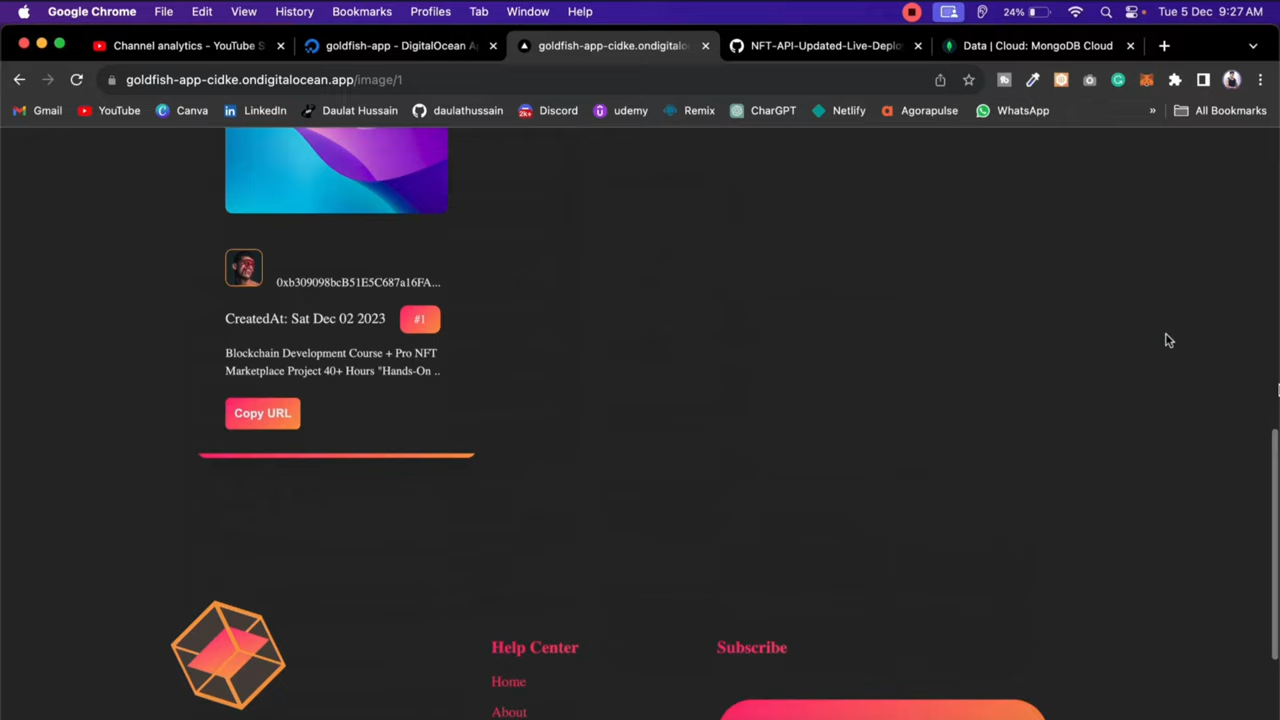 Google Chrome File Edit View History Bookmarks Profiles Tab Window Help 24% Tue 5 Dec 9:27 AM
Channel analytics - YouTube S goldfish-app - DigitalOcean A goldfish-app-cidke.ondigitalo NFT-API-Updated-Live-Deplo Data | Cloud: MongoDB Cloud
goldfish-app-cidke.ondigitalocean.app/image/1
Gmail YouTube Canva LinkedIn Daulat Hussain daulathussain Discord udemy Remix CharGPT Netlify Agorapulse WhatsApp » All Bookmarks
0xb309098bcB51E5C687a16FA...
CreatedAt: Sat Dec 02 2023 #1
Blockchain Development Course + Pro NFT
Marketplace Project 40+ Hours "Hands-On ..
Copy URL
Help Center Subscribe
Home
About